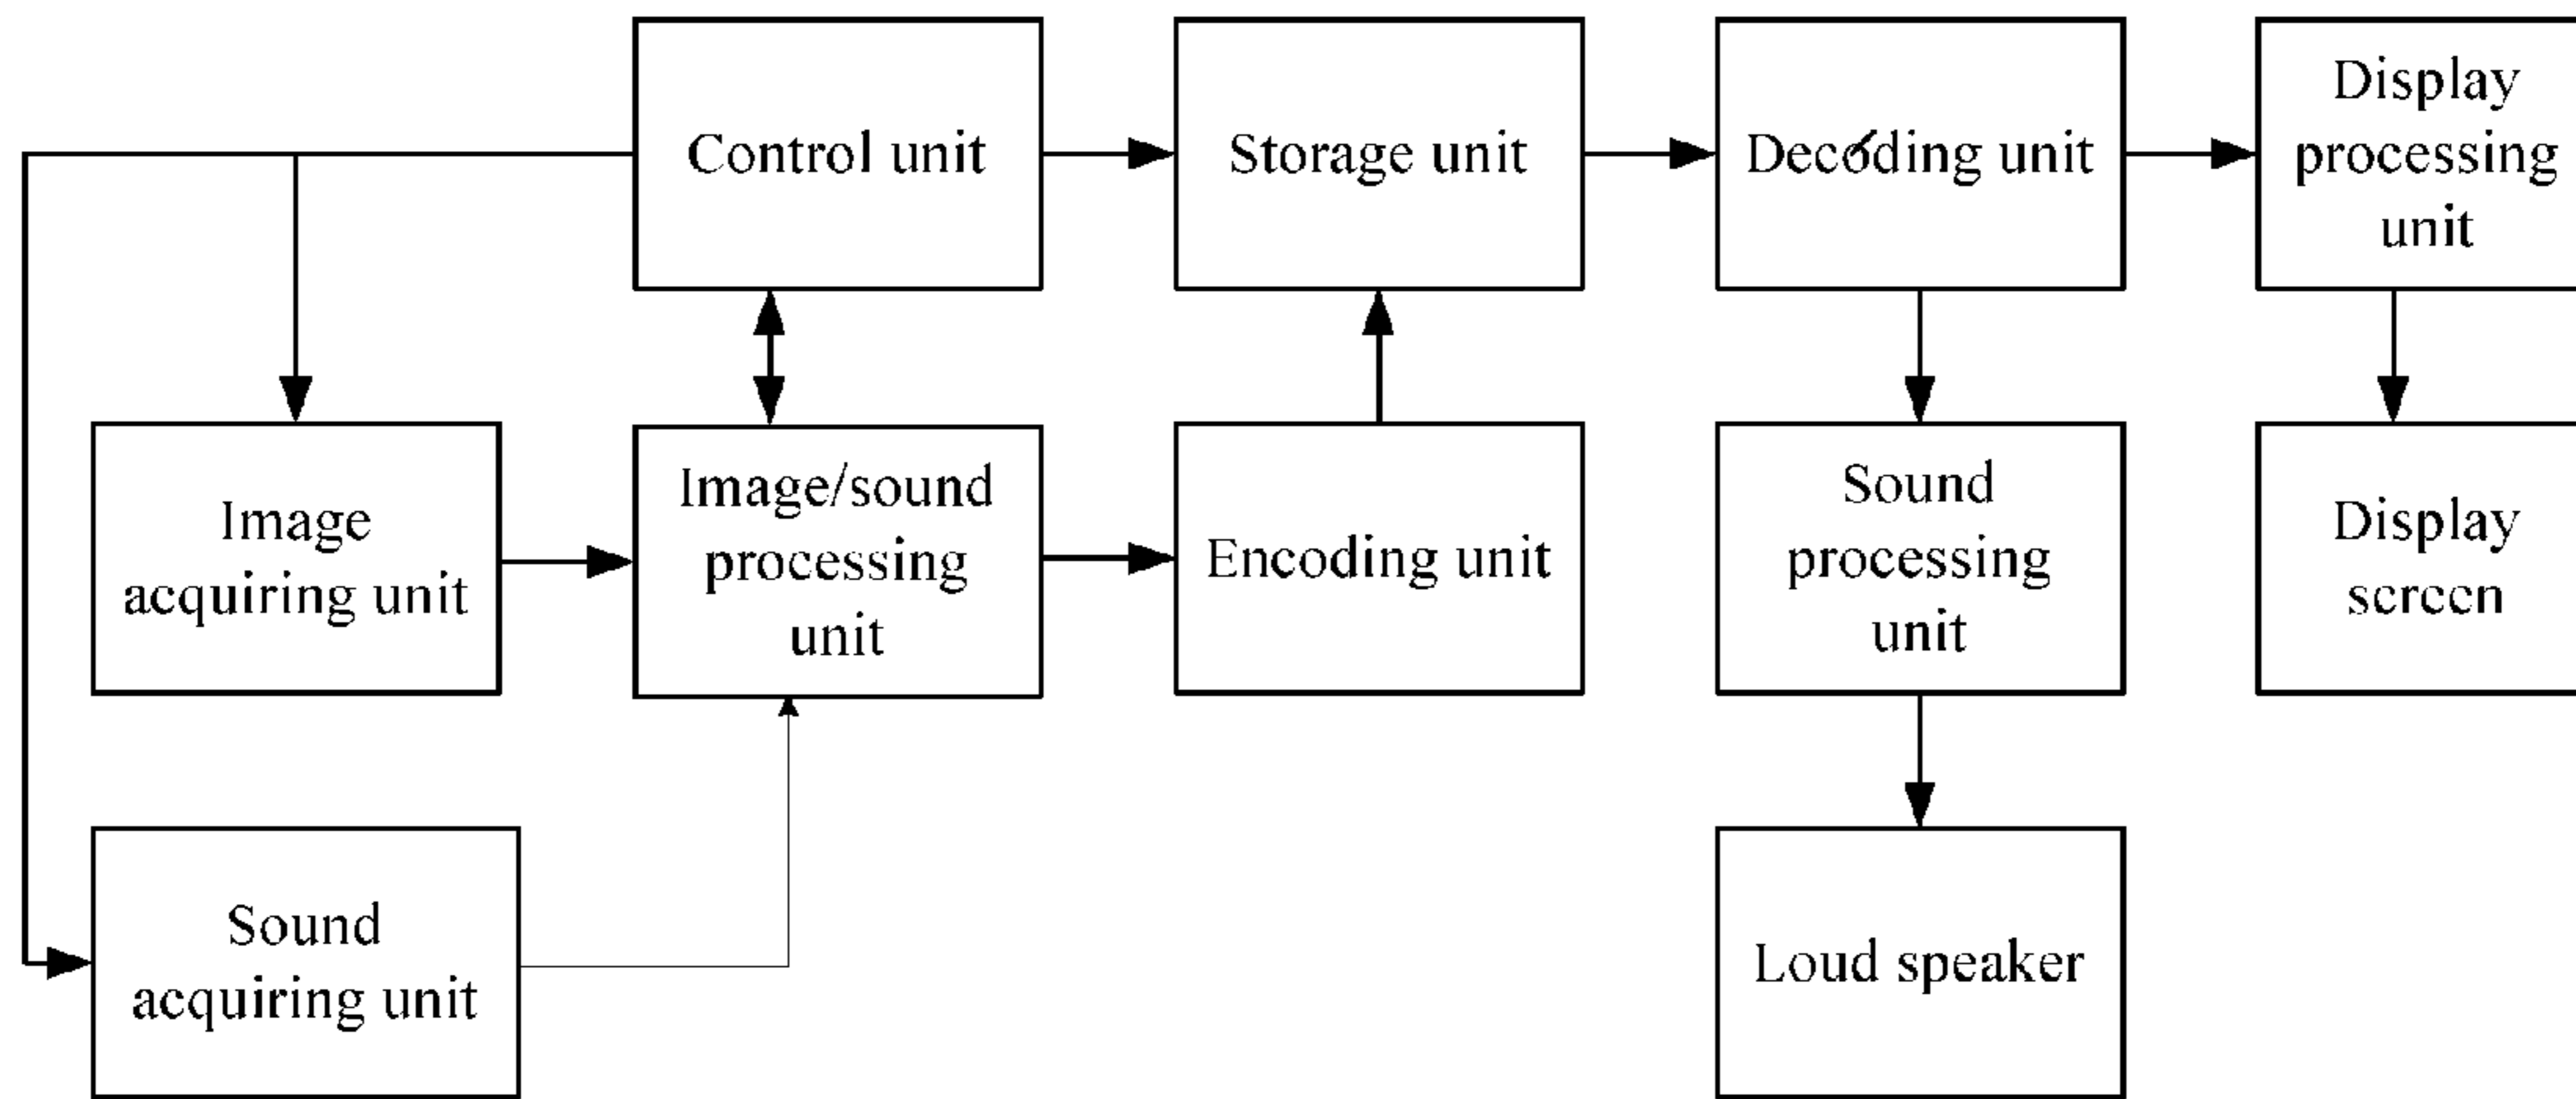 Control unit
Storage unit
Decoding unit
Display
processing
unit
Image
acquiring unit
Image/sound
processing
unit
Encoding unit
Sound
processing
unit
Display
screen
Sound
acquiring unit
Loud speaker